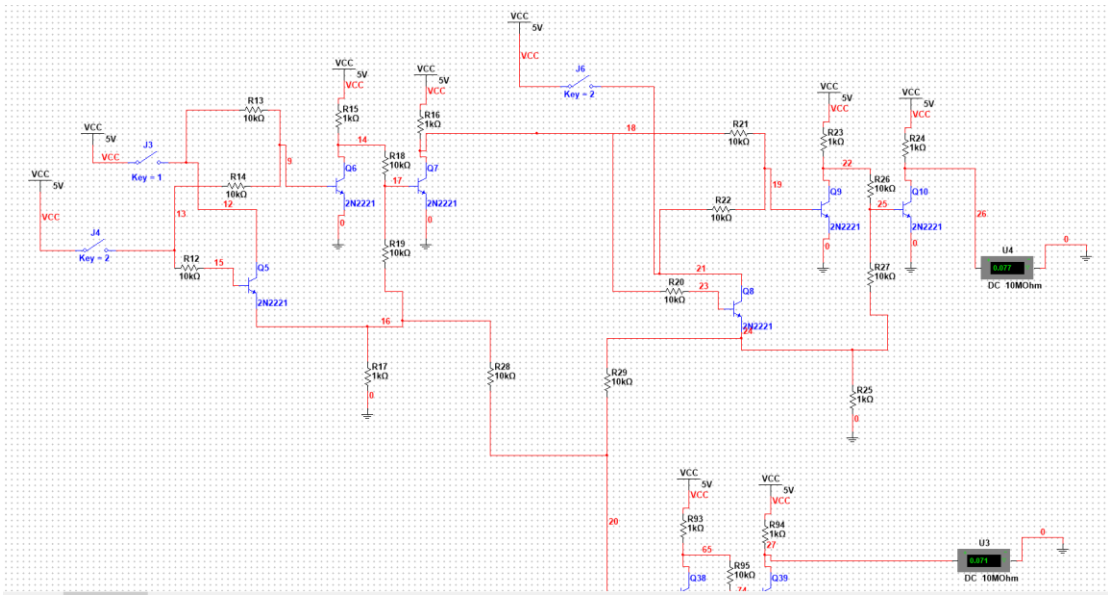 VCC
5V
VCC
J6
Key = 2
VCC
5V
VCC
VCC
5V
VCC
R13
10kΩ
R15
1kΩ
R16
1kΩ
VCC
5V
VCC
VCC
5V
VCC
R21
10kΩ
18
R23
1kΩ
R24
1kΩ
VCC
5V
VCC
J3
Key = 1
14
R18
10kΩ
9
Q6
2N2221
0
17
Q7
2N2221
0
R14
10kΩ
12
VCC
5V
VCC
13
J4
Key = 2
R12
10kΩ
15
Q5
2N2221
R19
10kΩ
16
R17
1kΩ
0
R28
10kΩ
22
R26
10kΩ
19
Q9
2N2221
0
25
Q10
2N2221
0
R22
10kΩ
26
U4
0.077
DC 10MOhm
0
21
R20
10kΩ
23
Q8
2N2221
24
R27
10kΩ
R29
10kΩ
R25
1kΩ
0
20
VCC
5V
VCC
VCC
5V
VCC
R93
1kΩ
R94
1kΩ
27
65
R95
10kΩ
Q38
Q39
74
U3
0.071
DC 10MOhm
0